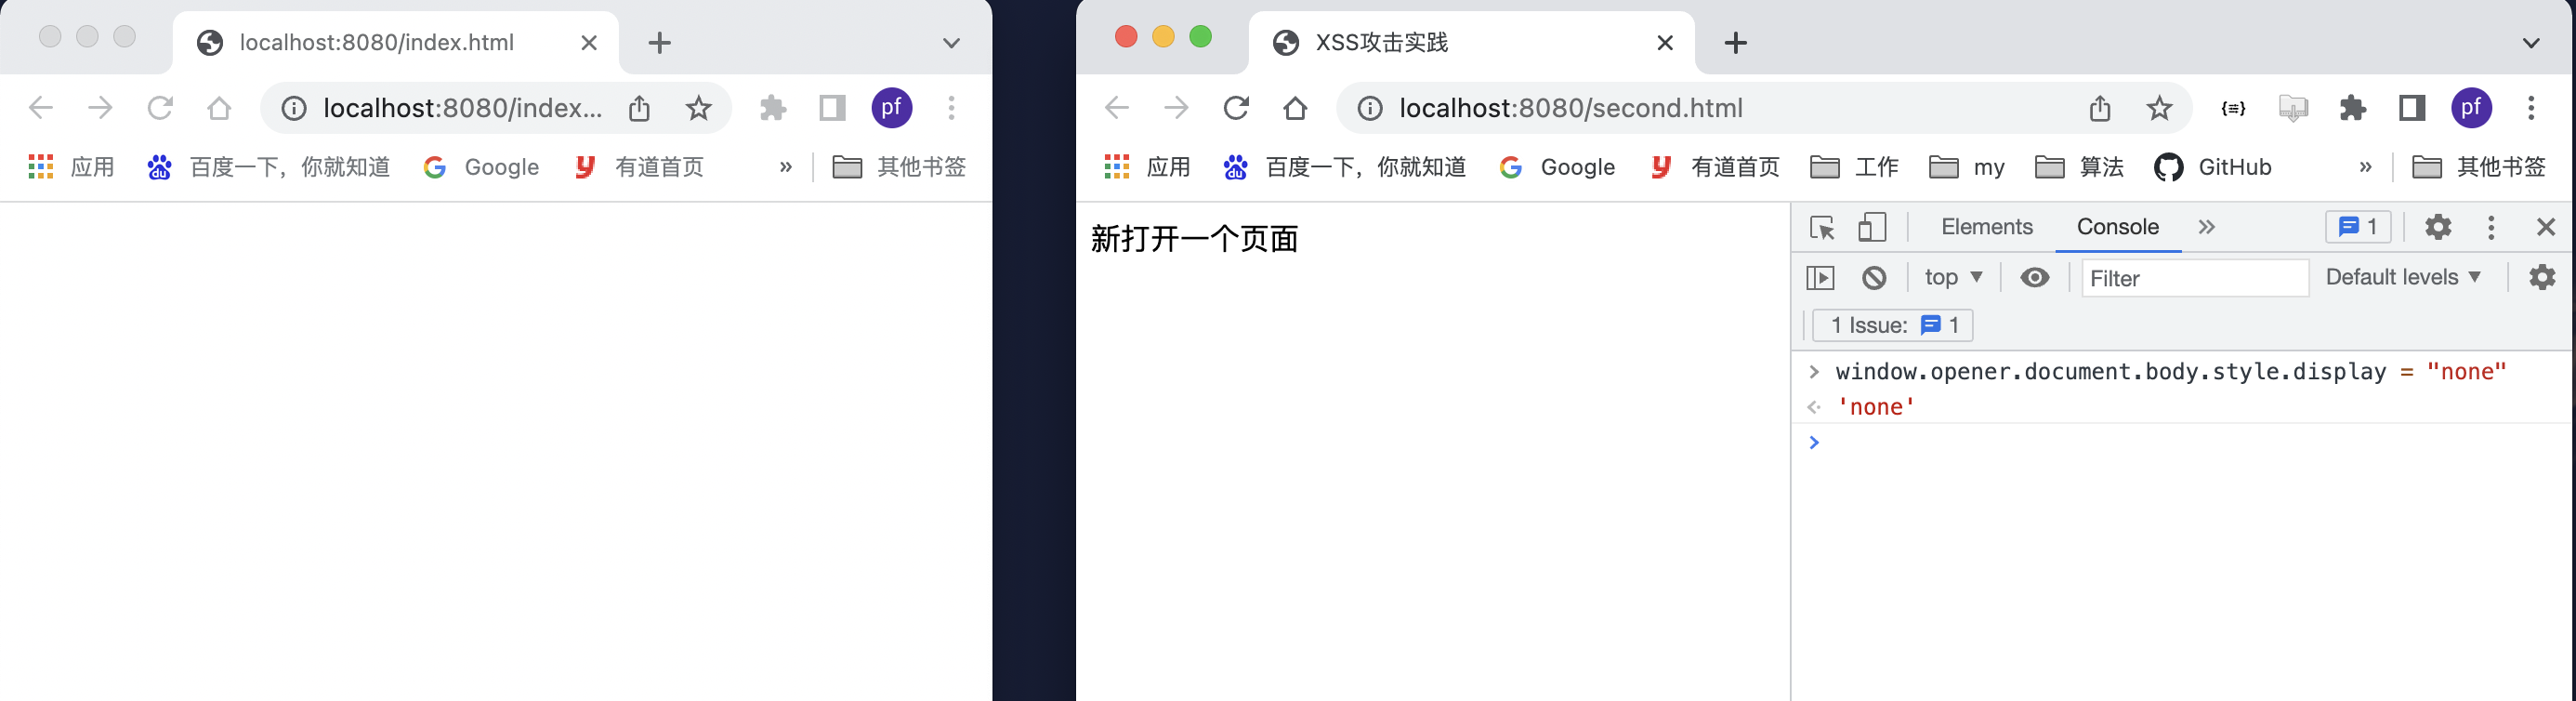 localhost:8080/index.html
localhost:8080/index...
pf
应用 百度一下，你就知道 Google 有道首页 » 其他书签
XSS攻击实践
localhost:8080/second.html
pf
应用 百度一下，你就知道 Google 有道首页 工作 my 算法 GitHub » 其他书签
新打开一个页面
Elements Console » 1
top Filter Default levels
1 Issue: 1
> window.opener.document.body.style.display = "none"
'none'
>